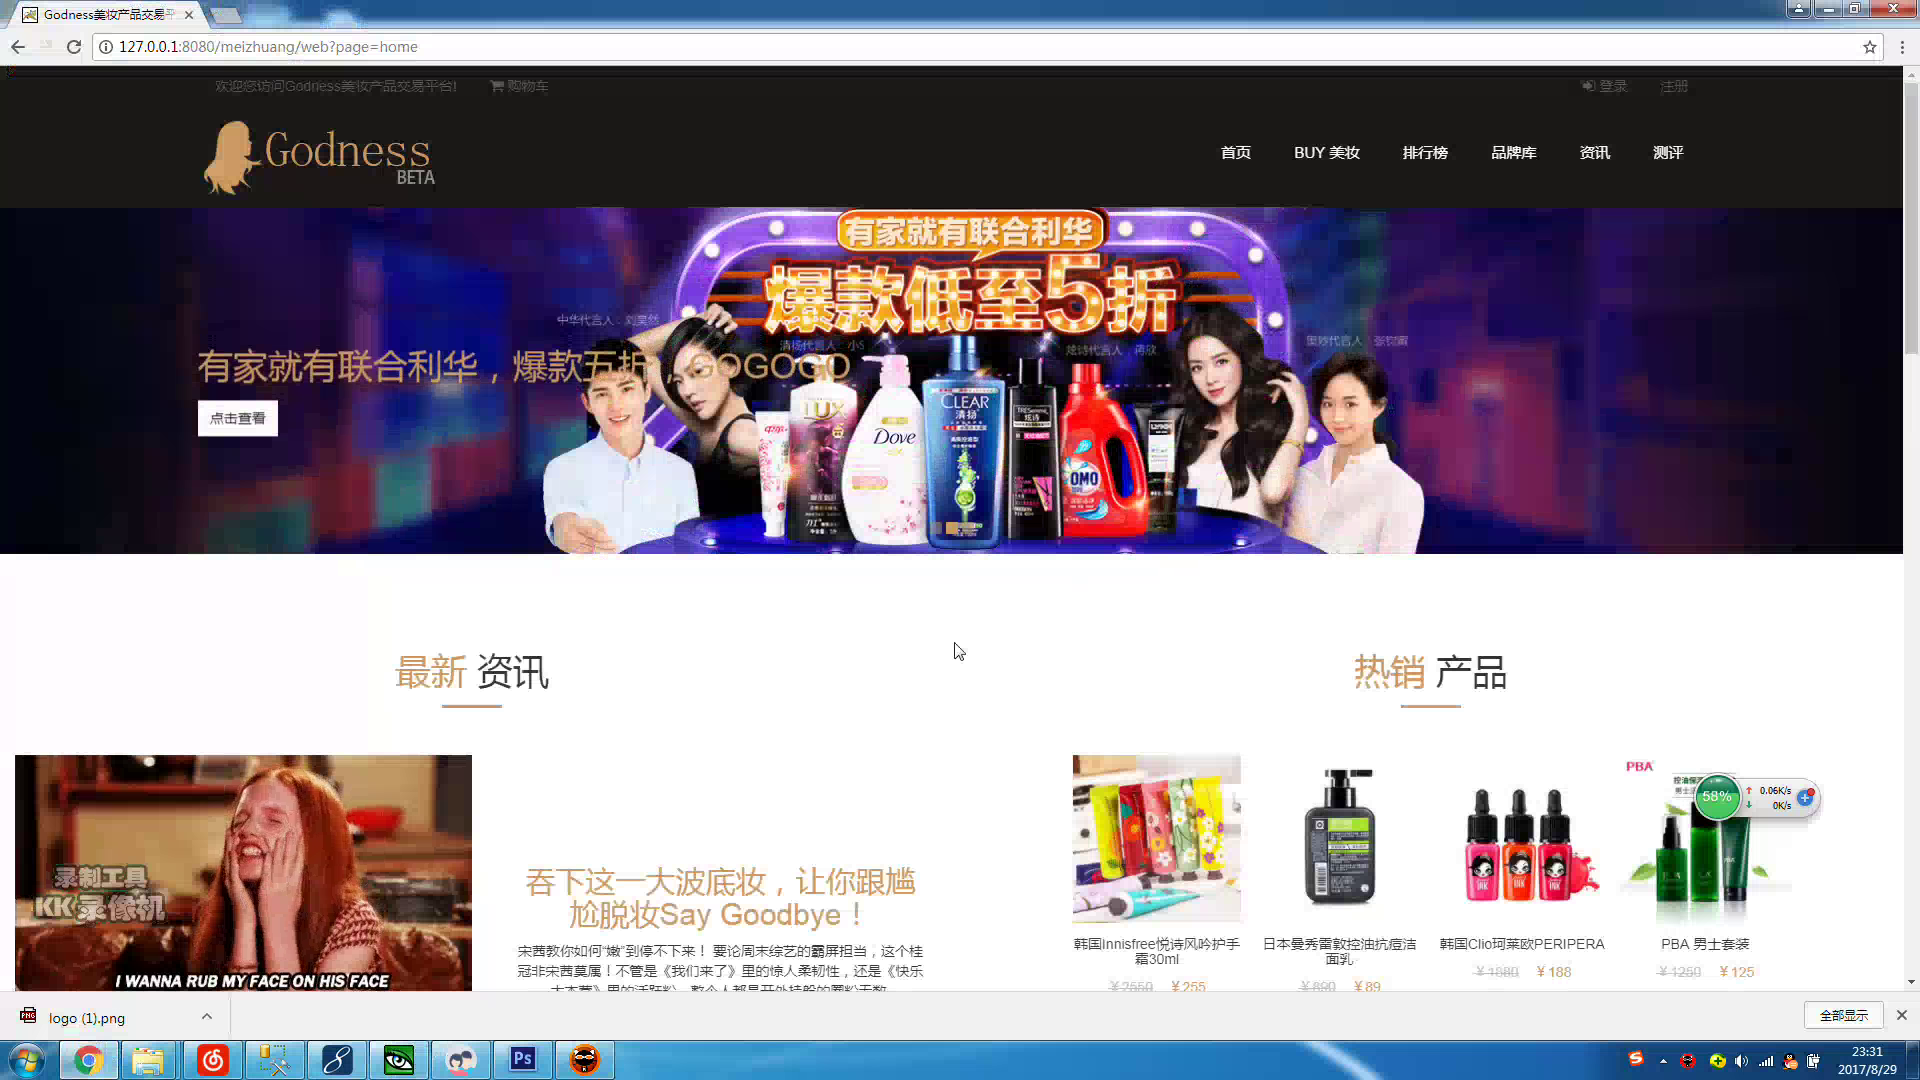 Godness美妆产品交易平
127.0.0.1:8080/meizhuang/web?page=home
欢迎您访问Godness美妆产品交易平台!
购物车
登录
注册
Godness
BETA
首页
BUY 美妆
排行榜
品牌库
资讯
测评
有家就有联合利华
爆款低至5折
中华代言人：刘昊然
清扬代言人：小S
炫诗代言人：蒋欣
奥妙代言人：张钧甯
有家就有联合利华，爆款五折，GOGOGO
点击查看
LUX
Dove
CLEAR
清扬
OMO
最新 资讯
热销 产品
录制工具
KK录像机
I WANNA RUB MY FACE ON HIS FACE
吞下这一大波底妆，让你跟尴
尬脱妆Say Goodbye！
宋茜教你如何“嫩”到停不下来！ 要论周末综艺的霸屏担当，这个桂
冠非宋茜莫属！不管是《我们来了》里的惊人柔韧性，还是《快乐
PBA
58%
0.06K/s
0K/s
韩国Innisfree悦诗风吟护手
霜30ml
¥2550 ¥255
日本曼秀雷敦控油抗痘洁
面乳
¥890 ¥89
韩国Clio珂莱欧PERIPERA
¥1880 ¥188
PBA 男士套装
¥1250 ¥125
logo (1).png
全部显示
Ps
23:31
2017/8/29